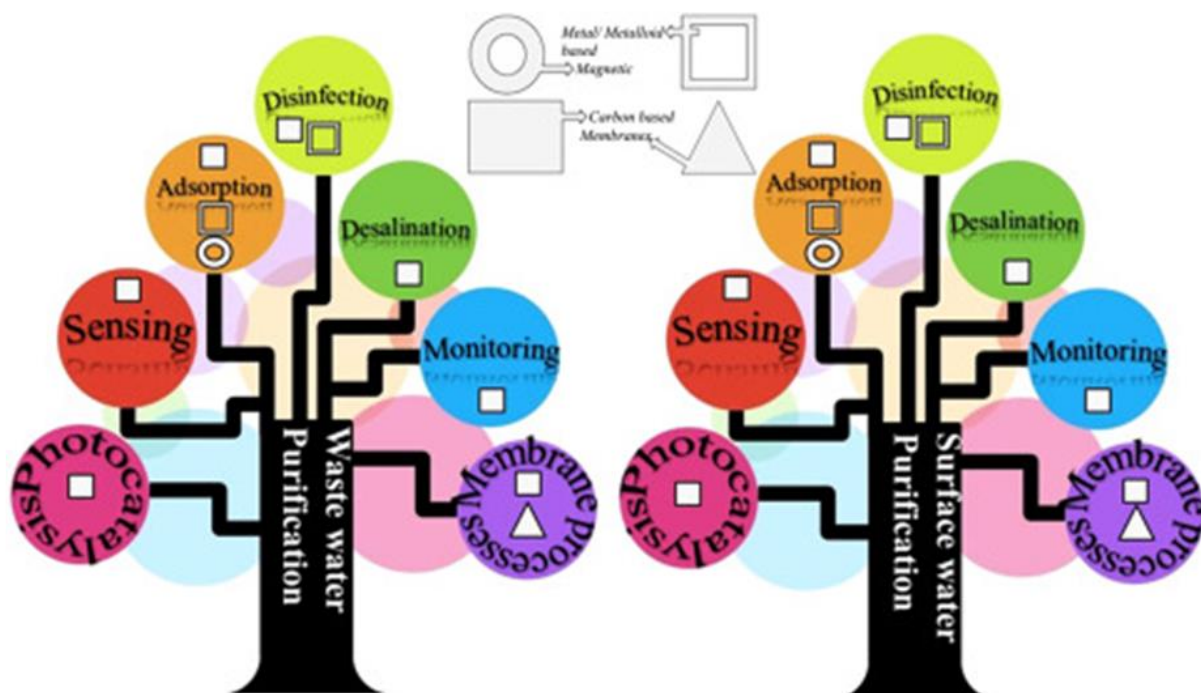 Metal/ Metalloid
based
Magnetic
Carbon based
Membranes
Disinfection
Adsorption
Desalination
Sensing
Monitoring
Photocatalysis
Membrane processes
Waste water
Purification
Disinfection
Adsorption
Desalination
Sensing
Monitoring
Photocatalysis
Membrane processes
Surface water
Purification